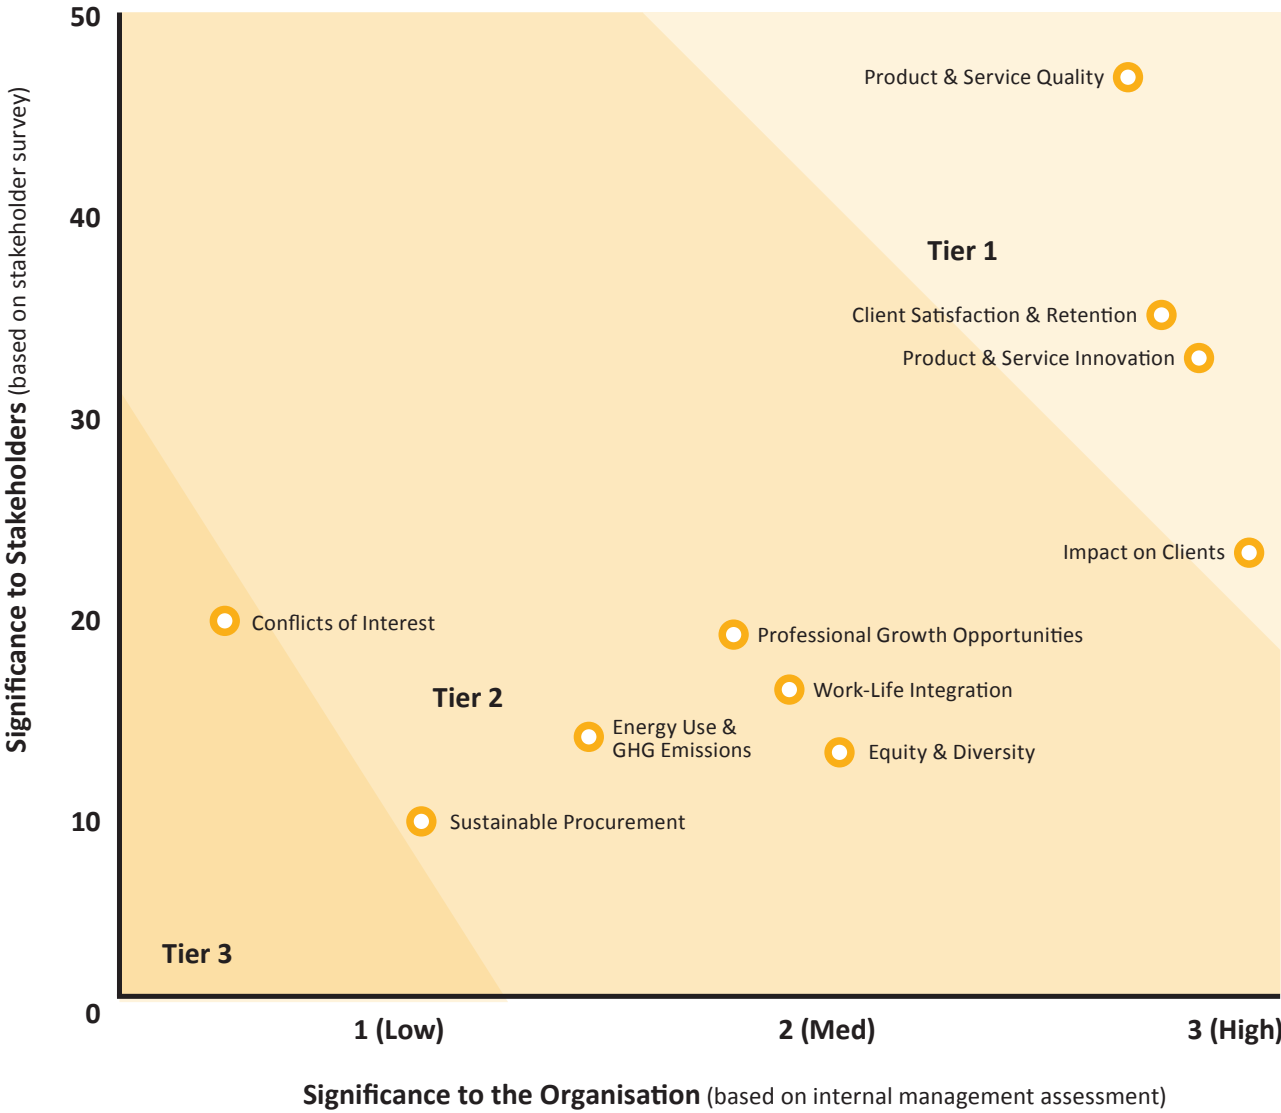 50
Product & Service Quality
40
Tier 1
Client Satisfaction & Retention
Product & Service Innovation
30
Impact on Clients
20
Conflicts of Interest
Professional Growth Opportunities
Work-Life Integration
Tier 2
Energy Use &
GHG Emissions
Equity & Diversity
10
Sustainable Procurement
Tier 3
0
1 (Low)
2 (Med)
3 (High)
Significance to Stakeholders (based on stakeholder survey)
Significance to the Organisation (based on internal management assessment)